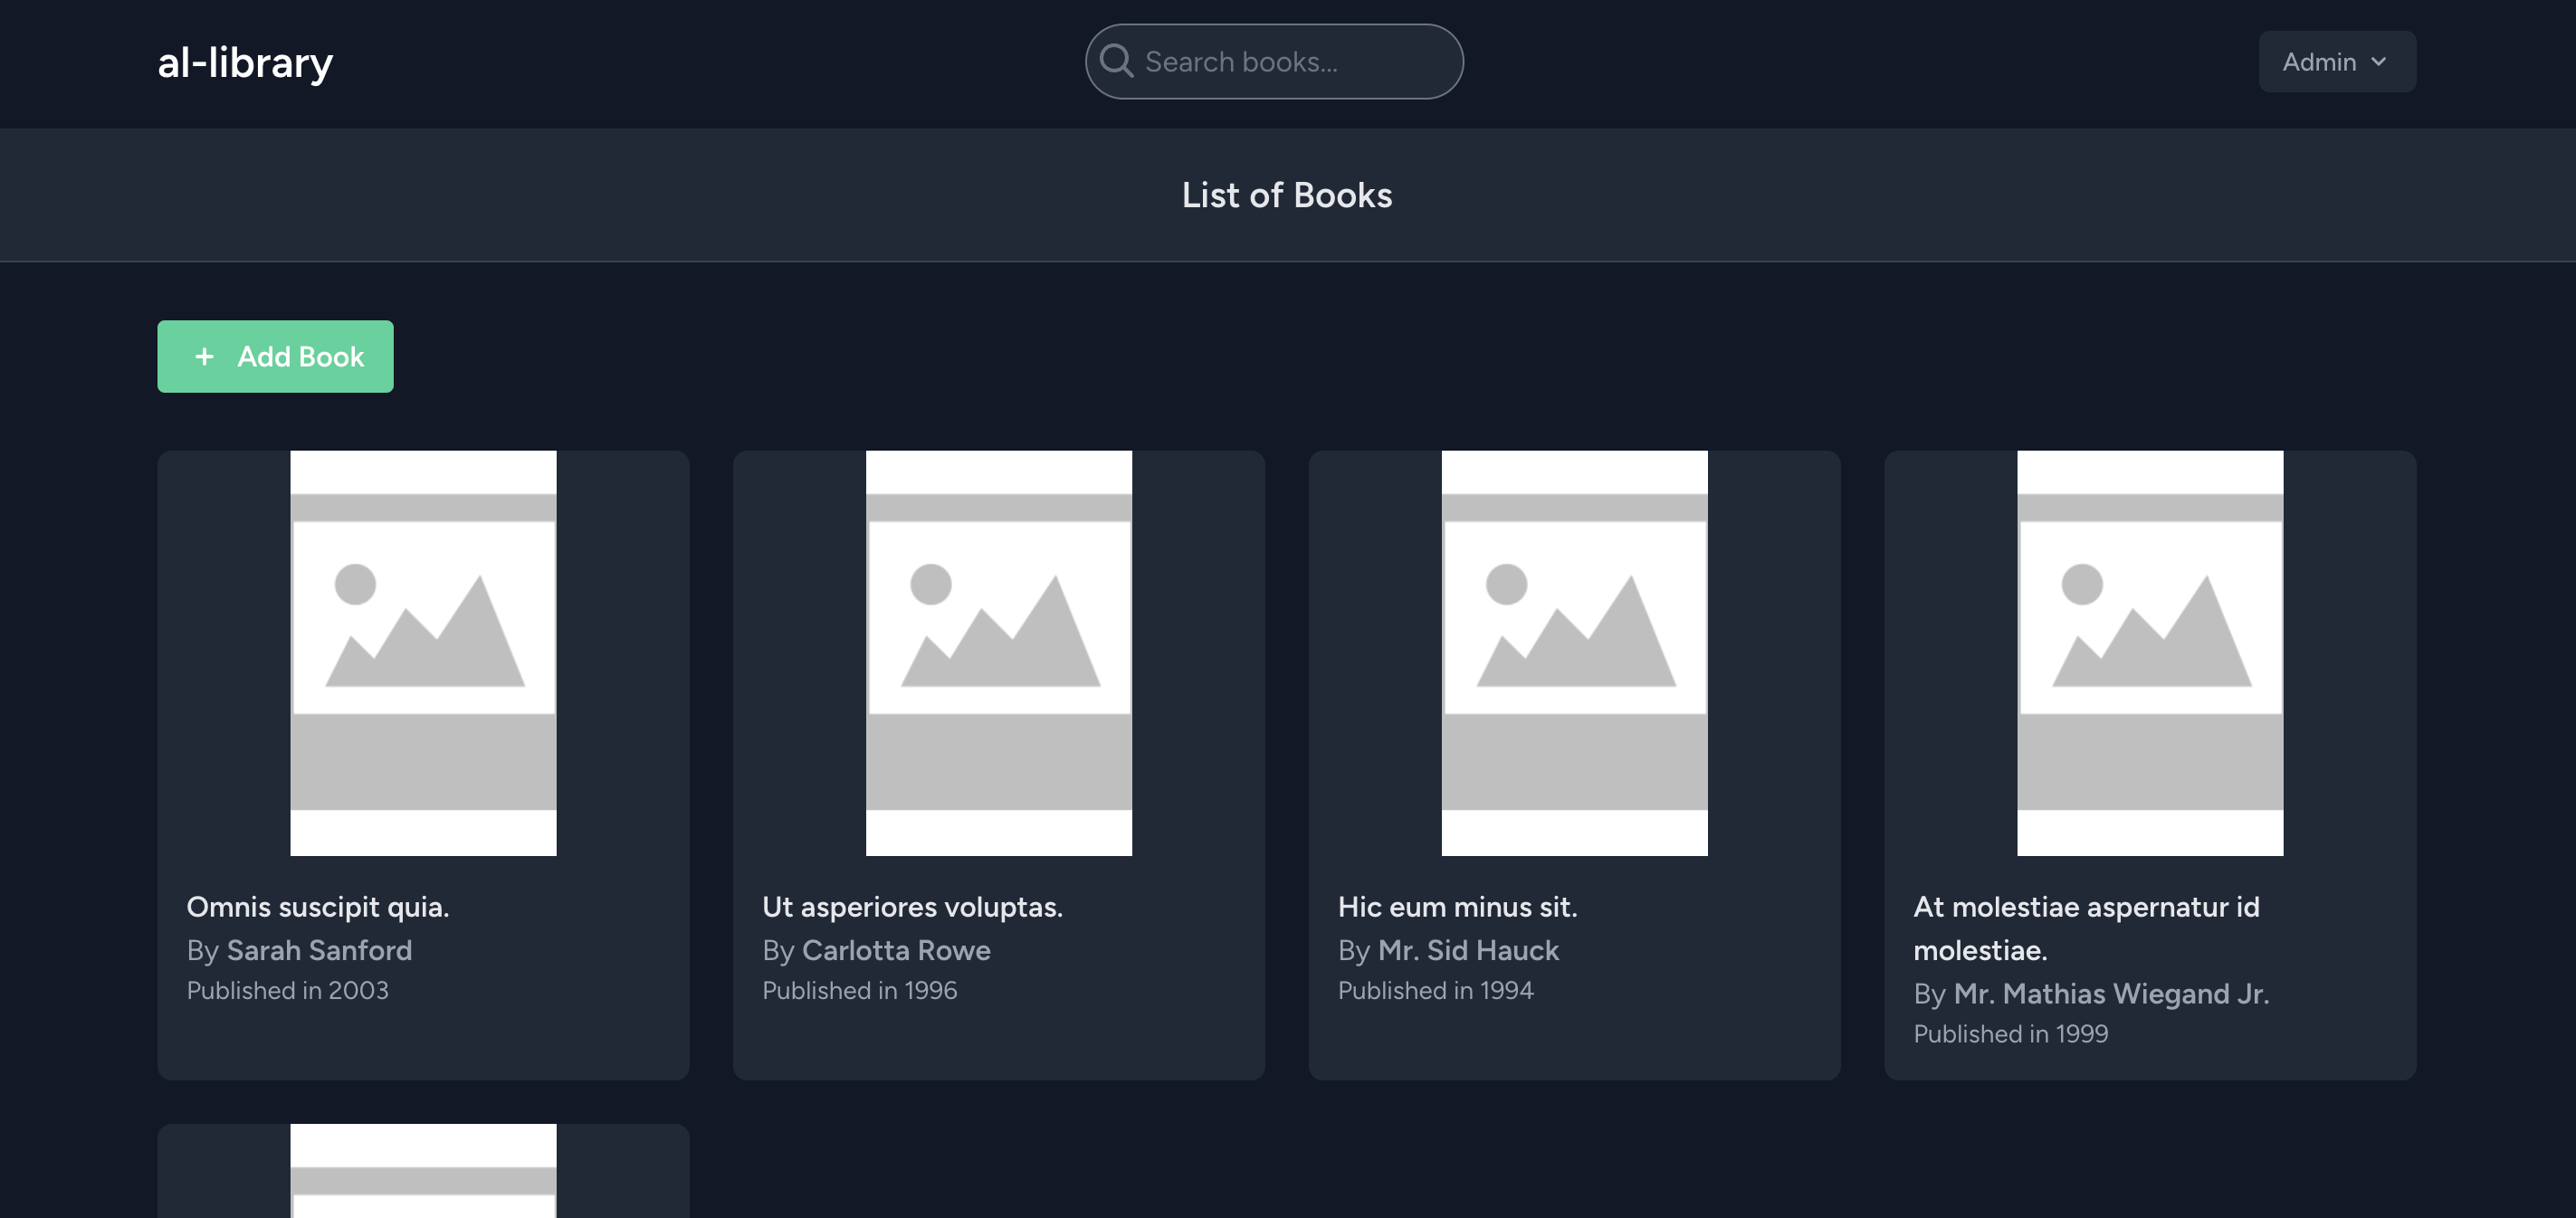 al-library
Search books...
Admin
List of Books
+ Add Book
Omnis suscipit quia.
By Sarah Sanford
Published in 2003
Ut asperiores voluptas.
By Carlotta Rowe
Published in 1996
Hic eum minus sit.
By Mr. Sid Hauck
Published in 1994
At molestiae aspernatur id
molestiae.
By Mr. Mathias Wiegand Jr.
Published in 1999